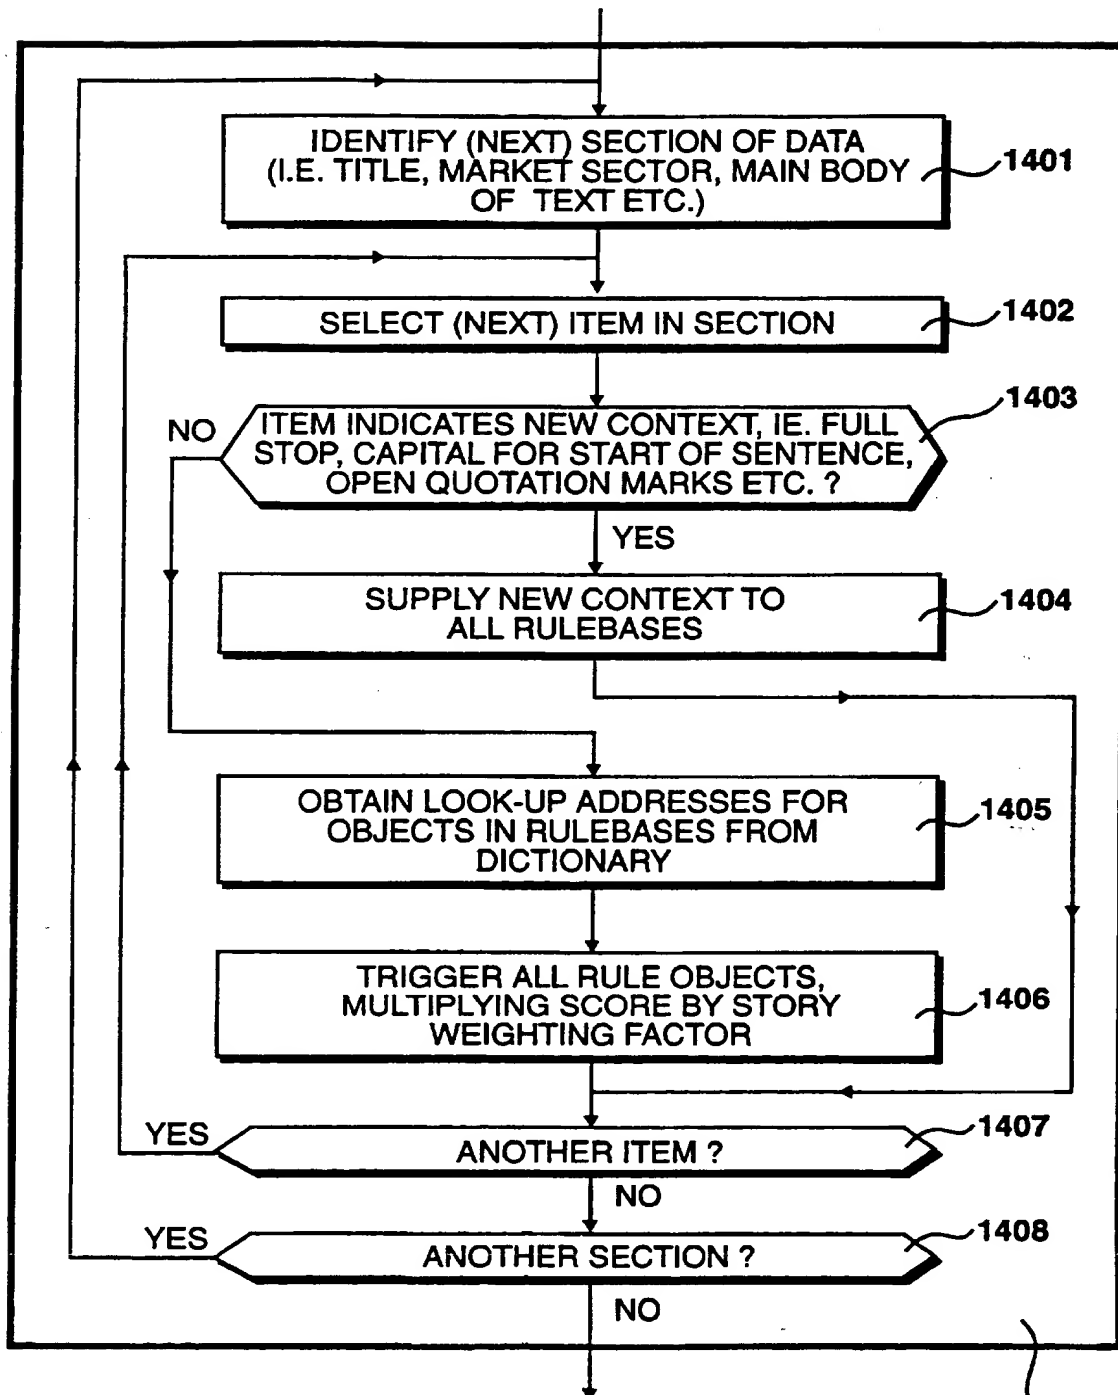 IDENTIFY (NEXT) SECTION OF DATA
(I.E. TITLE, MARKET SECTOR, MAIN BODY
OF TEXT ETC.)
1401
SELECT (NEXT) ITEM IN SECTION
1402
1403
NO
ITEM INDICATES NEW CONTEXT, IE. FULL
STOP, CAPITAL FOR START OF SENTENCE,
OPEN QUOTATION MARKS ETC. ?
YES
SUPPLY NEW CONTEXT TO
ALL RULEBASES
1404
OBTAIN LOOK-UP ADDRESSES FOR
OBJECTS IN RULEBASES FROM
DICTIONARY
1405
TRIGGER ALL RULE OBJECTS,
MULTIPLYING SCORE BY STORY
WEIGHTING FACTOR
1406
YES
ANOTHER ITEM ?
1407
NO
YES
ANOTHER SECTION ?
1408
NO